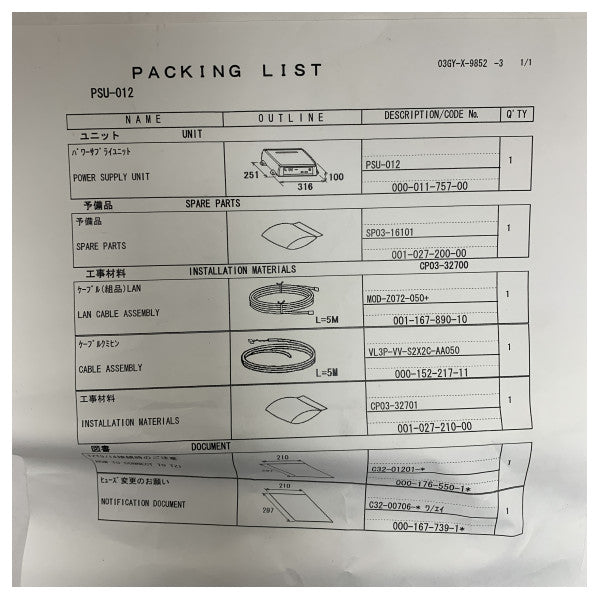 PACKING LIST
03GY-X-9852 -3 1/1
PSU-012
NAME OUTLINE DESCRIPTION/CODE No. Q'TY
ユニット UNIT
ﾊﾟﾜｰｻﾌﾟﾗｲﾕﾆｯﾄ
POWER SUPPLY UNIT
251 316 100
PSU-012
000-011-757-00
1
予備品 SPARE PARTS
予備品
SPARE PARTS
SP03-16101
001-027-200-00
1
工事材料 INSTALLATION MATERIALS CP03-32700
ｹｰﾌﾞﾙ(組品)LAN
LAN CABLE ASSEMBLY
L=5M
MOD-Z072-050+
001-167-890-10
1
ｹｰﾌﾞﾙｸﾐﾋﾝ
CABLE ASSEMBLY
L=5M
VL3P-VV-S2X2C-AA050
000-152-217-11
1
工事材料
INSTALLATION MATERIALS
CP03-32701
001-027-210-00
1
図書 DOCUMENT
210
297
C32-01201-*
000-176-550-1*
1
ﾋｭｰｽﾞ変更のお願い
NOTIFICATION DOCUMENT
210
297
C32-00706-* ﾜ/ｴｲ
000-167-739-1*
1